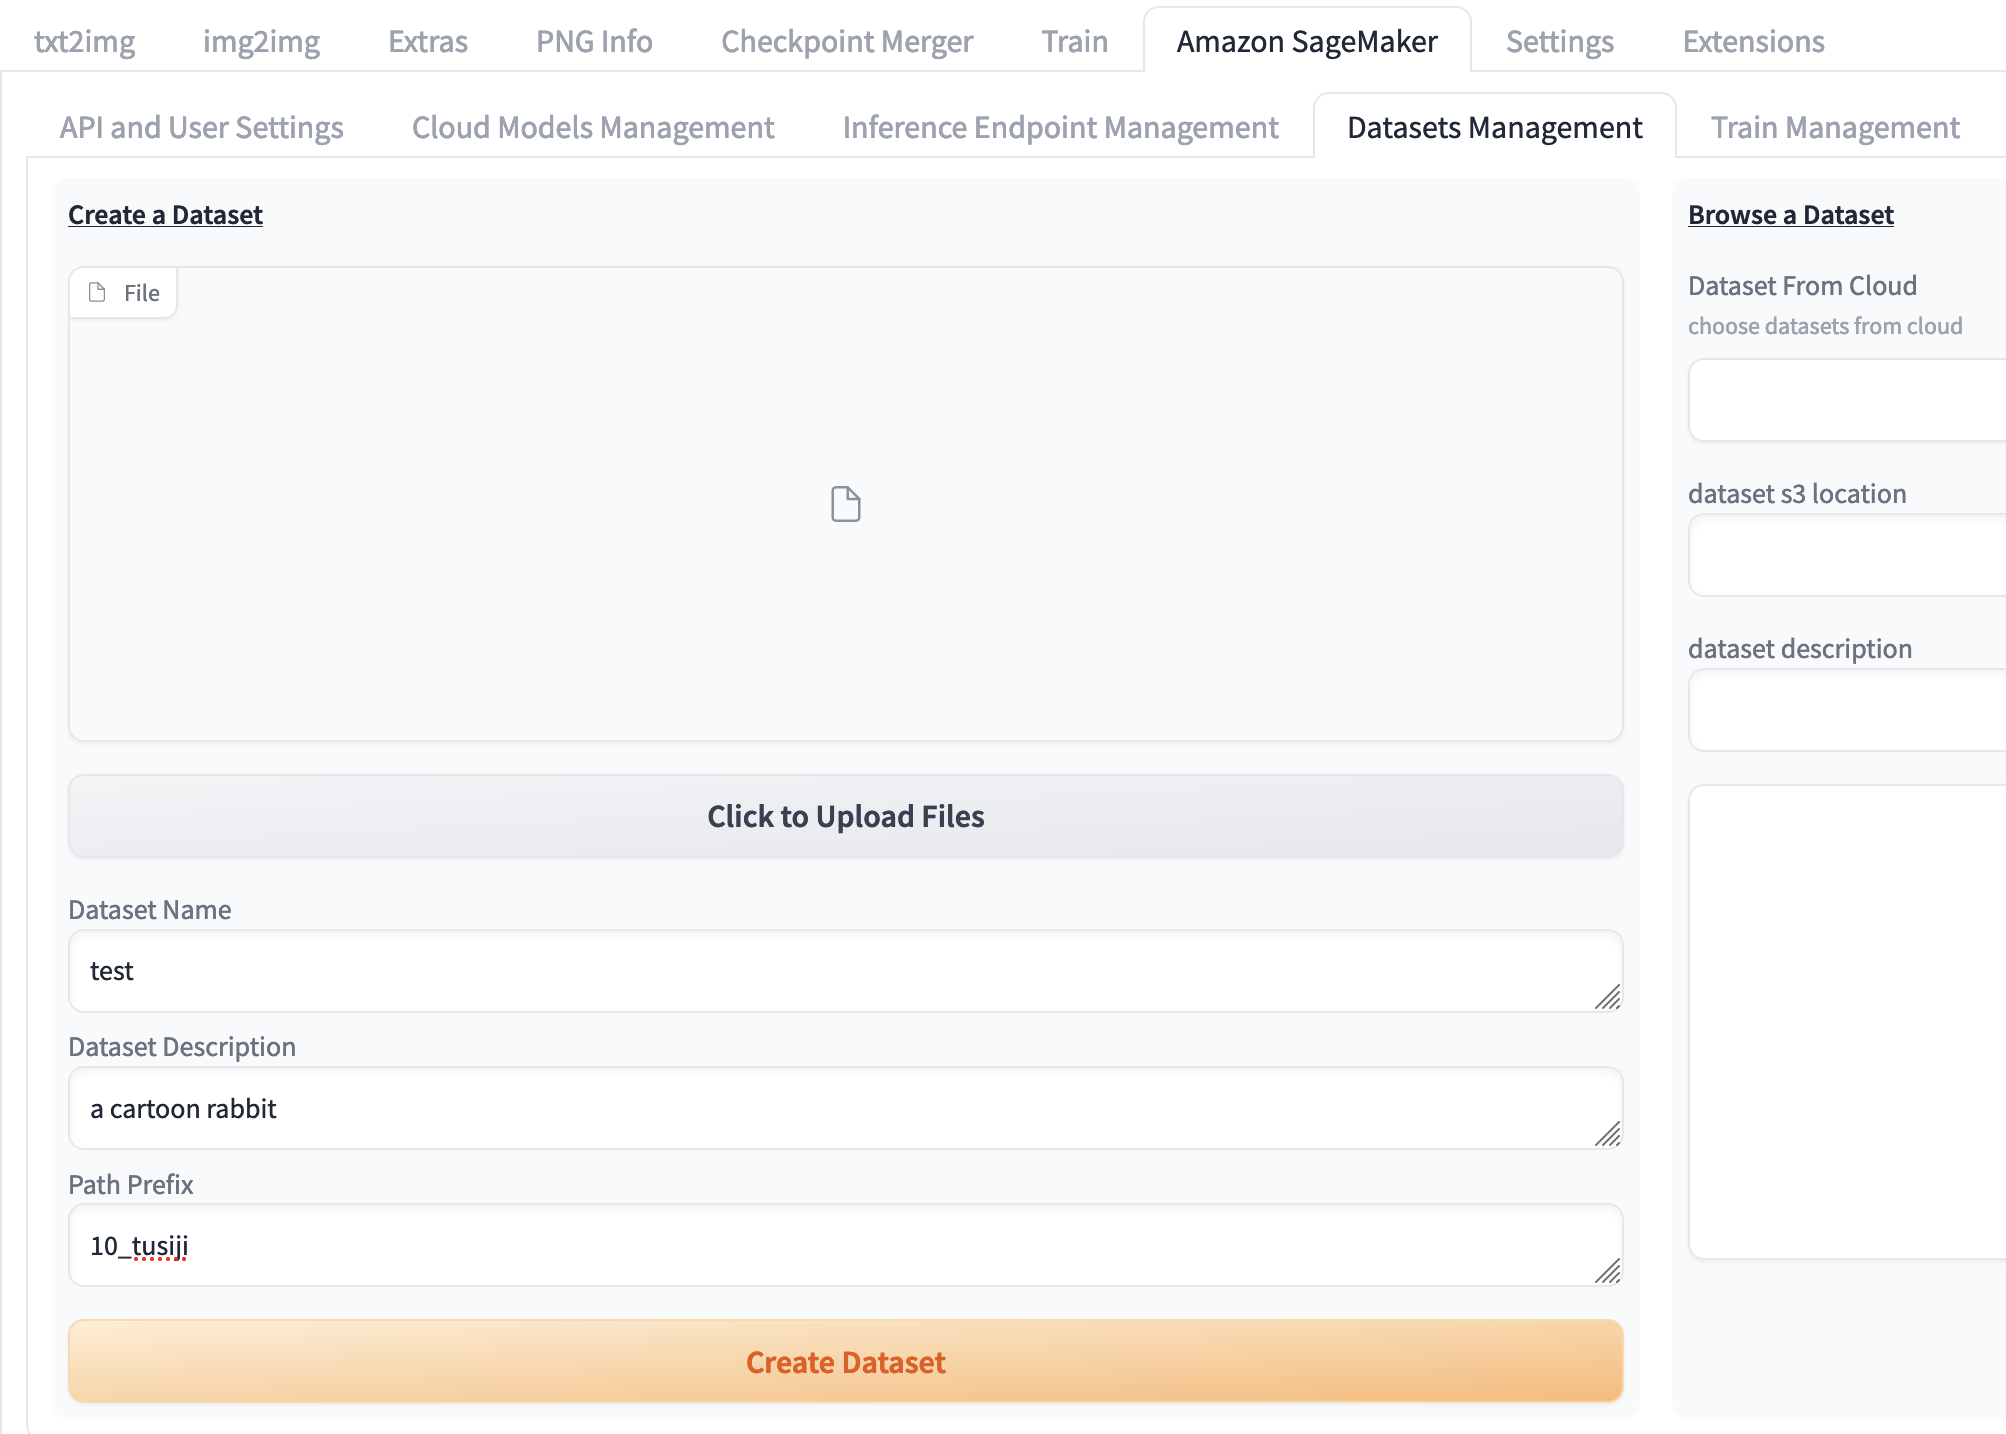 txt2img img2img Extras PNG Info Checkpoint Merger Train Amazon SageMaker Settings Extensions
API and User Settings Cloud Models Management Inference Endpoint Management Datasets Management Train Management
Create a Dataset
File
Click to Upload Files
Dataset Name
test
Dataset Description
a cartoon rabbit
Path Prefix
10_tusiji
Create Dataset
Browse a Dataset
Dataset From Cloud
choose datasets from cloud
dataset s3 location
dataset description